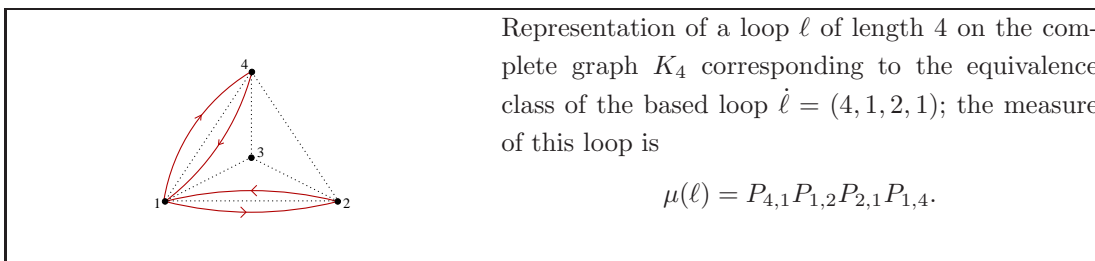 4
3
1
2
Representation of a loop ℓ of length 4 on the com-
plete graph K₄ corresponding to the equivalence
class of the based loop ℓ̇ = (4, 1, 2, 1); the measure
of this loop is
μ(ℓ) = P₄,₁P₁,₂P₂,₁P₁,₄.